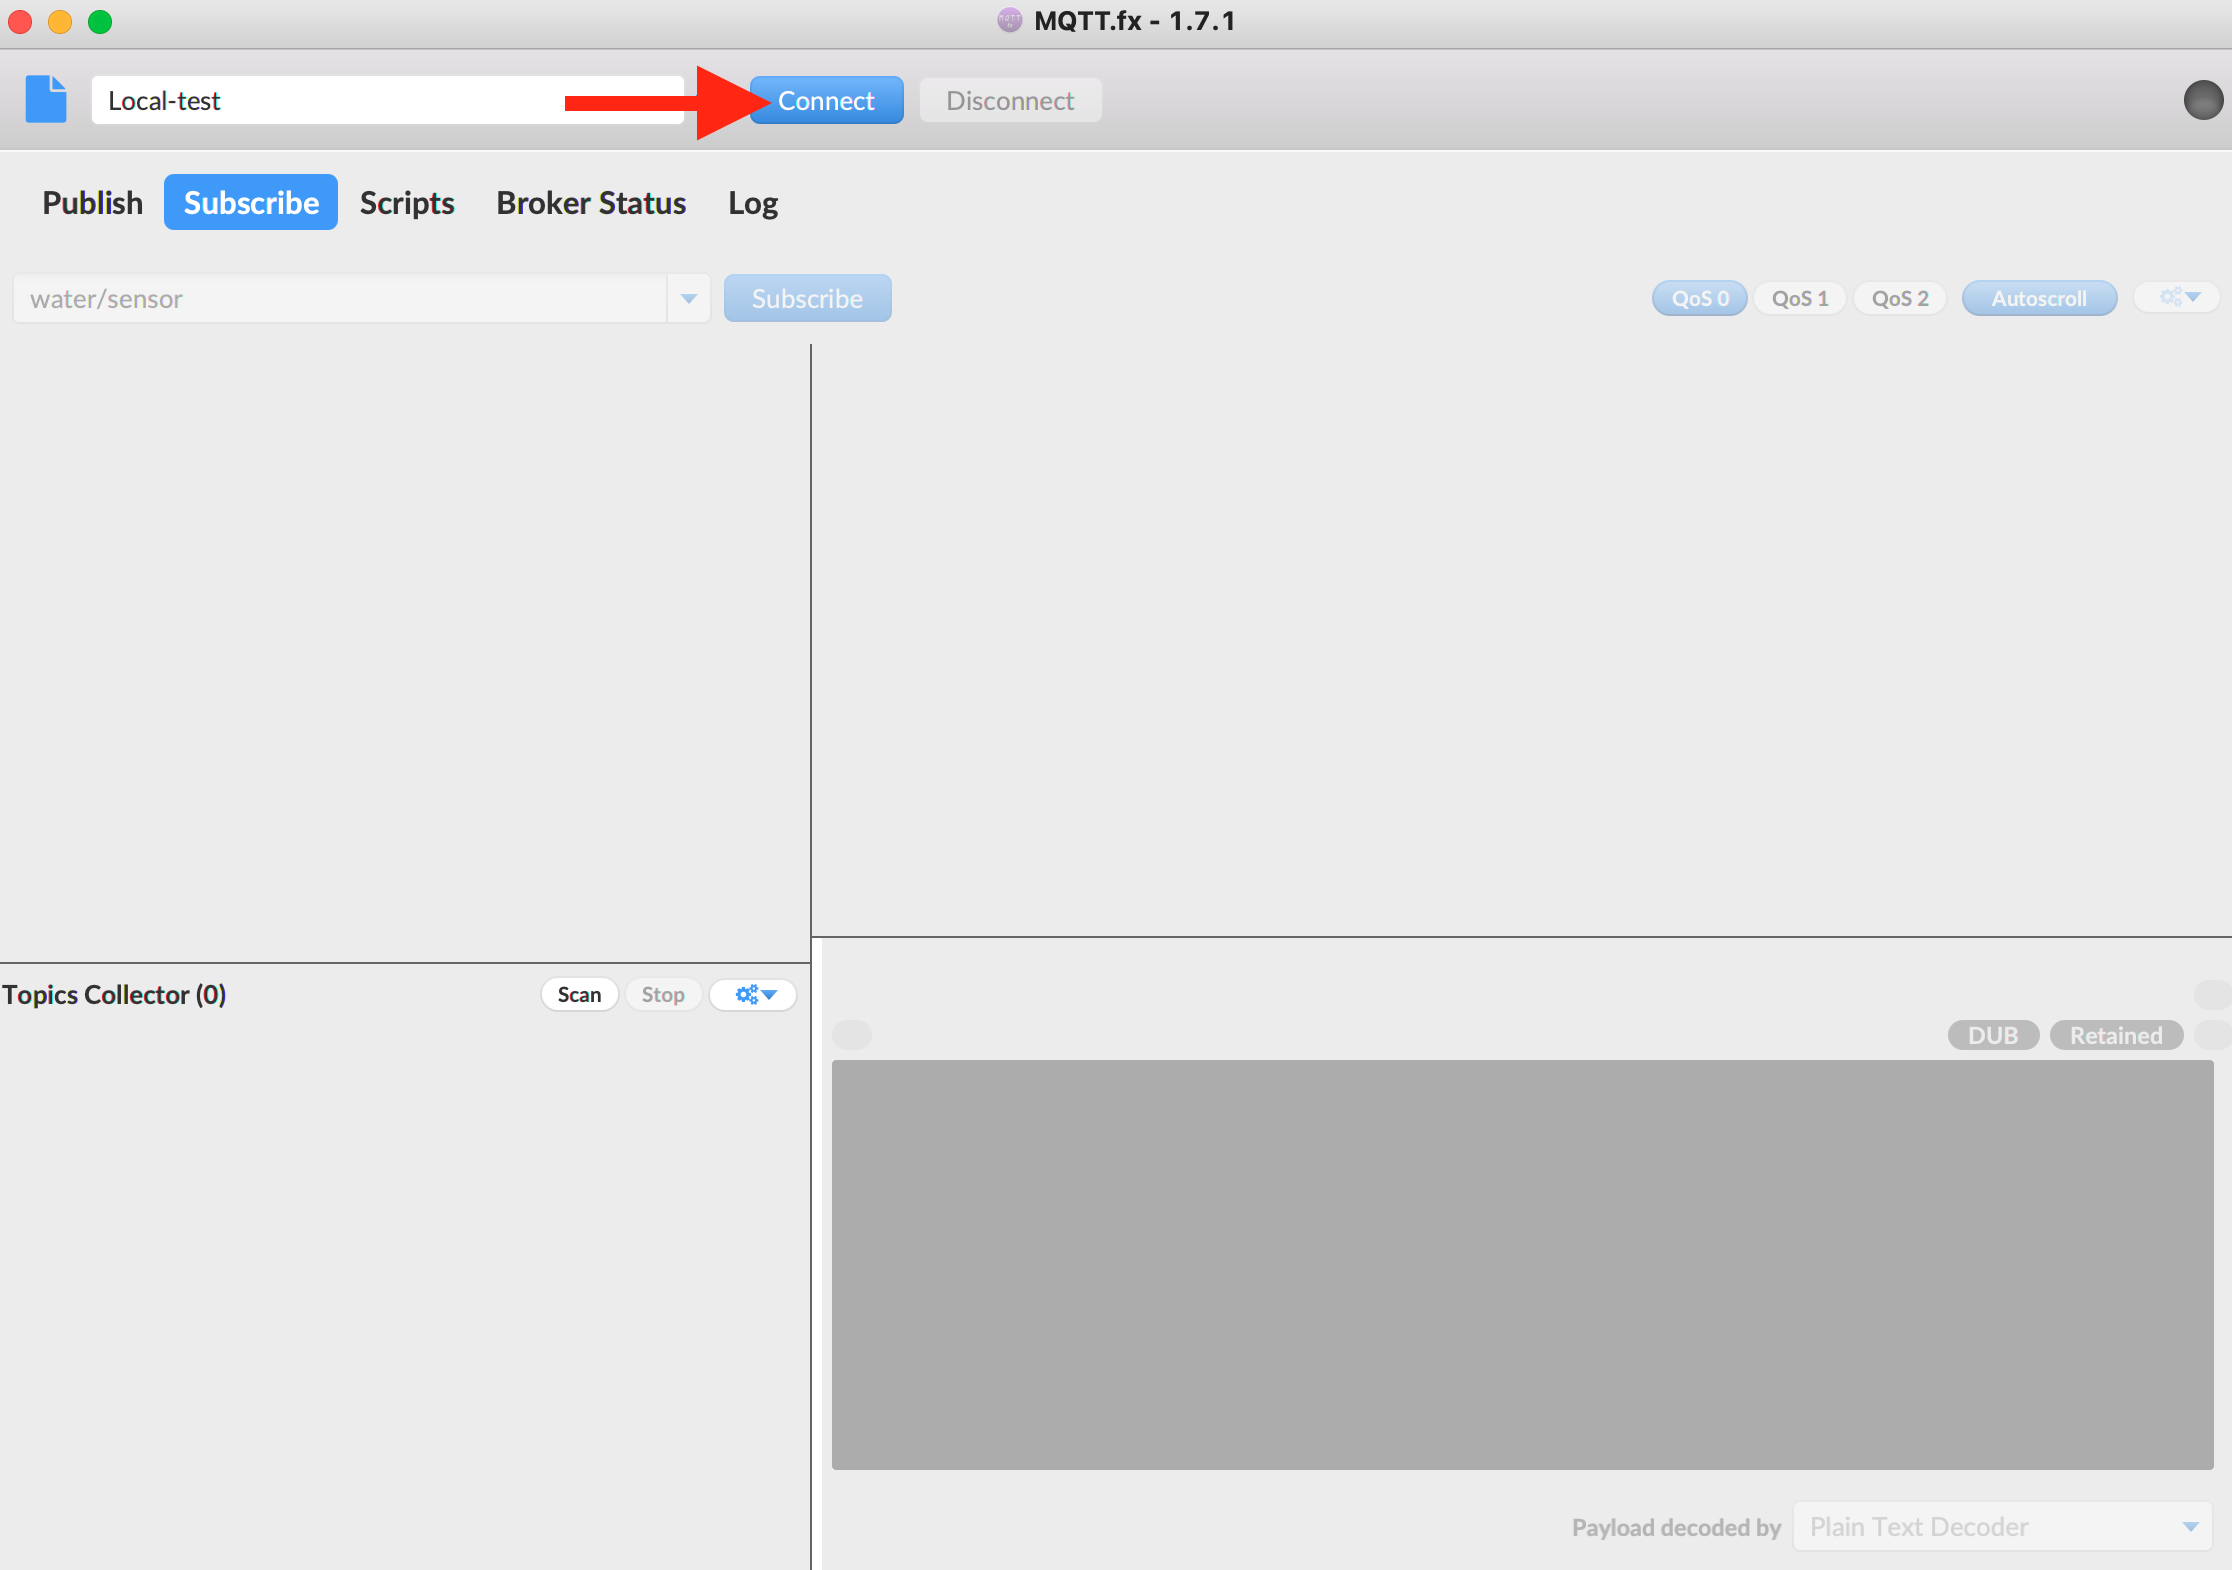 MQTT.fx - 1.7.1
Local-test
Connect
Disconnect
Publish
Subscribe
Scripts
Broker Status
Log
water/sensor
Subscribe
QoS 0
QoS 1
QoS 2
Autoscroll
Topics Collector (0)
Scan
Stop
DUB
Retained
Payload decoded by
Plain Text Decoder